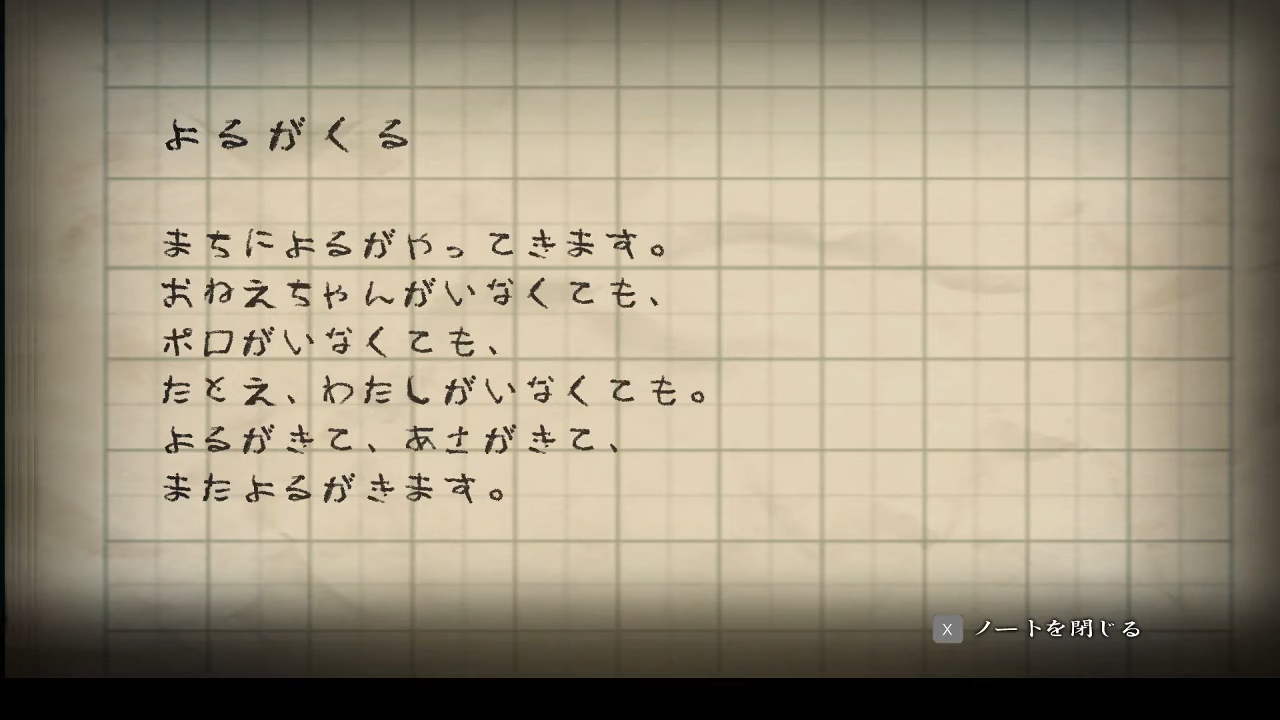 よるがくる
まちによるがやってきます。
おねえちゃんがいなくても、
ポロがいなくても、
たとえ、わたしがいなくても。
よるがきて、あさがきて、
またよるがきます。
X ノートを閉じる